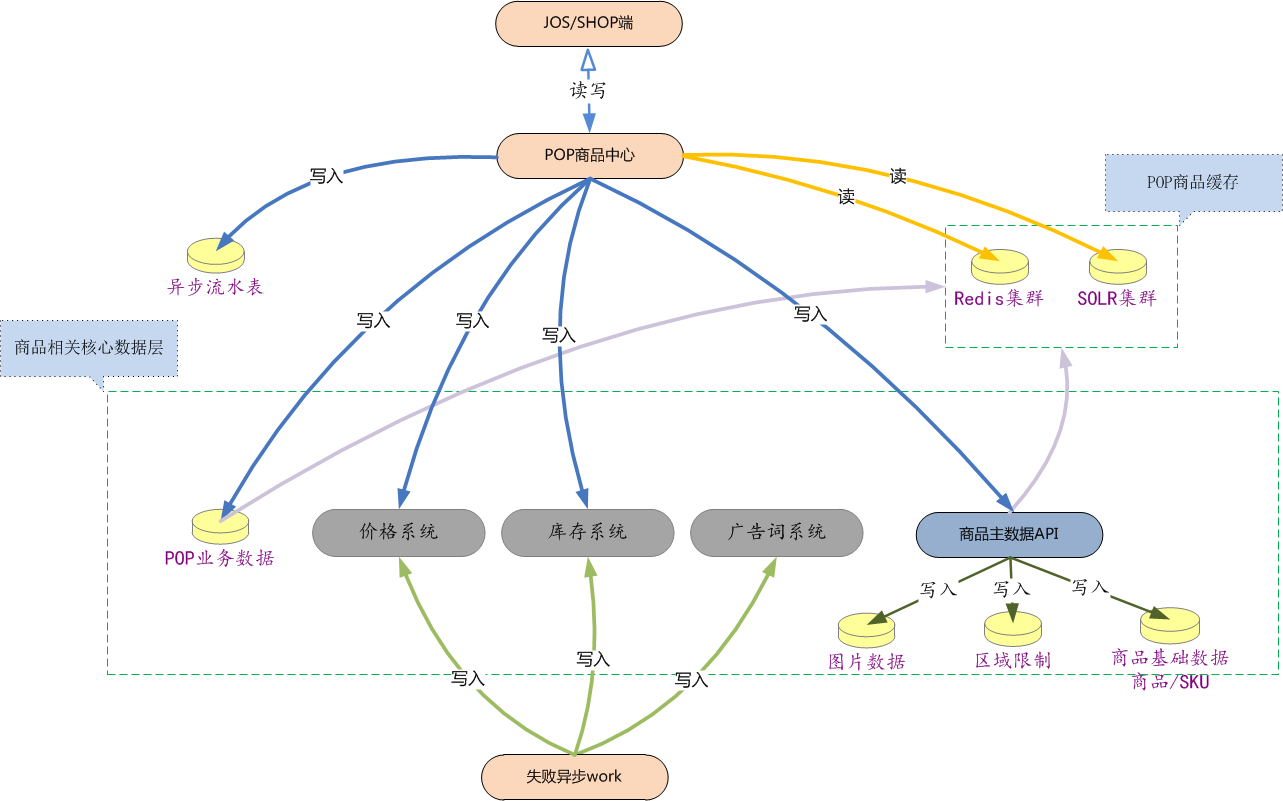 JOS/SHOP端
读写
POP商品中心
写入
读
读
POP商品缓存
异步流水表
Redis集群
SOLR集群
写入
写入
写入
写入
商品相关核心数据层
POP业务数据
价格系统
库存系统
广告词系统
商品主数据API
写入
写入
写入
图片数据
区域限制
商品基础数据
商品/SKU
写入
写入
写入
失败异步work